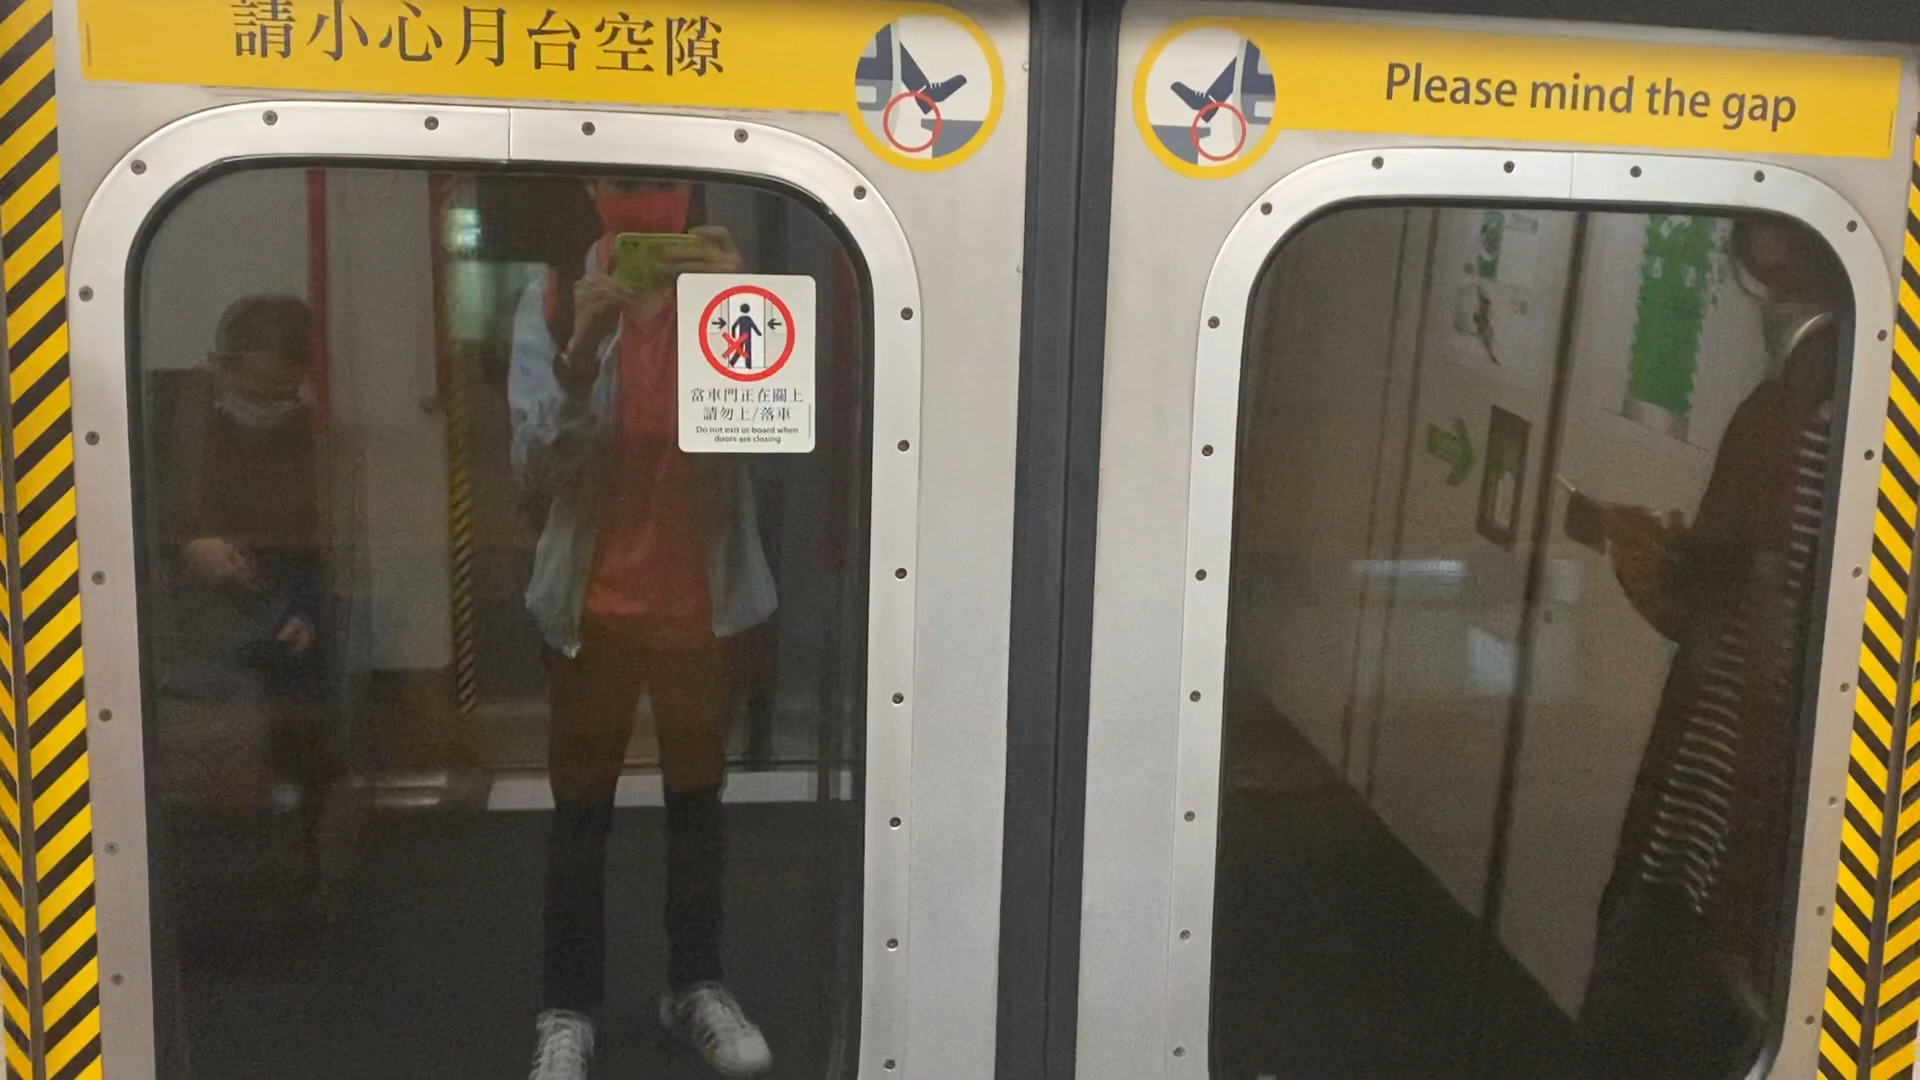 請小心月台空隙
Please mind the gap
當車門正在關上
請勿上/落車
Do not exit or board when
doors are closing